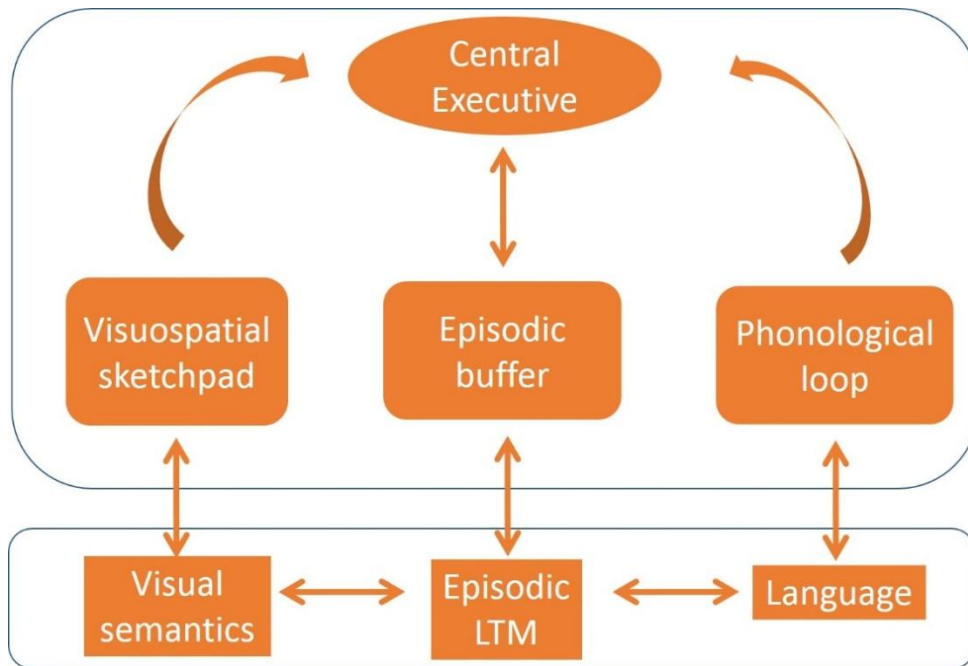 Central
Executive
Visuospatial
sketchpad
Episodic
buffer
Phonological
loop
Visual
semantics
Episodic
LTM
Language